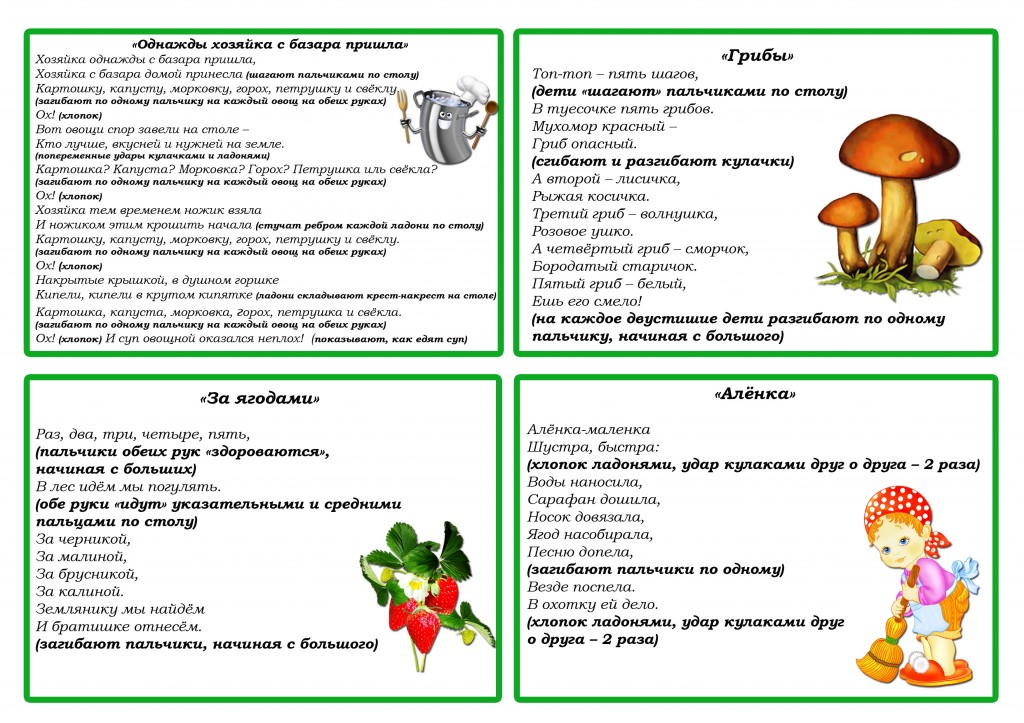 «Однажды хозяйка с базара пришла»
Хозяйка однажды с базара пришла,
Хозяйка с базара домой принесла (шагают пальчиками по столу)
Картошку, капусту, морковку, горох, петрушку и свёклу.
(загибают по одному пальчику на каждый овощ на обеих руках)
Ох! (хлопок)
Вот овощи спор завели на столе –
Кто лучше, вкусней и нужней на земле.
(попеременные удары кулачками и ладонями)
Картошка? Капуста? Морковка? Горох? Петрушка иль свёкла?
(загибают по одному пальчику на каждый овощ на обеих руках)
Ох! (хлопок)
Хозяйка тем временем ножик взяла
И ножиком этим крошить начала (стучат ребром каждой ладони по столу)
Картошку, капусту, морковку, горох, петрушку и свёклу.
(загибают по одному пальчику на каждый овощ на обеих руках)
Ох! (хлопок)
Накрытые крышкой, в душном горшке
Кипели, кипели в крутом кипятке (ладони складывают крест-накрест на столе)
Картошка, капуста, морковка, горох, петрушка и свёкла.
(загибают по одному пальчику на каждый овощ на обеих руках)
Ох! (хлопок) И суп овощной оказался неплох! (показывают, как едят суп)
«Грибы»
Топ-топ – пять шагов,
(дети «шагают» пальчиками по столу)
В туесочке пять грибов.
Мухомор красный –
Гриб опасный.
(сгибают и разгибают кулачки)
А второй – лисичка,
Рыжая косичка.
Третий гриб – волнушка,
Розовое ушко.
А четвёртый гриб – сморчок,
Бородатый старичок.
Пятый гриб – белый,
Ешь его смело!
(на каждое двустишие дети разгибают по одному
пальчику, начиная с большого)
«За ягодами»
Раз, два, три, четыре, пять,
(пальчики обеих рук «здороваются»,
начиная с больших)
В лес идём мы погулять.
(обе руки «идут» указательными и средними
пальцами по столу)
За черникой,
За малиной,
За брусникой,
За калиной.
Землянику мы найдём
И братишке отнесём.
(загибают пальчики, начиная с большого)
«Алёнка»
Алёнка-маленка
Шустра, быстра:
(хлопок ладонями, удар кулаками друг о друга – 2 раза)
Воды наносила,
Сарафан дошила,
Носок довязала,
Ягод насобирала,
Песню допела,
(загибают пальчики по одному)
Везде поспела.
В охотку ей дело.
(хлопок ладонями, удар кулаками друг
о друга – 2 раза)